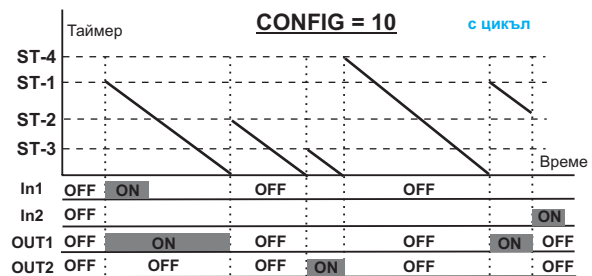 Таймер
CONFIG = 10
с цикъл
ST-4
ST-1
ST-2
ST-3
Време
In1 OFF ON OFF OFF
In2 OFF ON
OUT1 OFF ON OFF OFF ON OFF
OUT2 OFF OFF OFF ON OFF OFF OFF